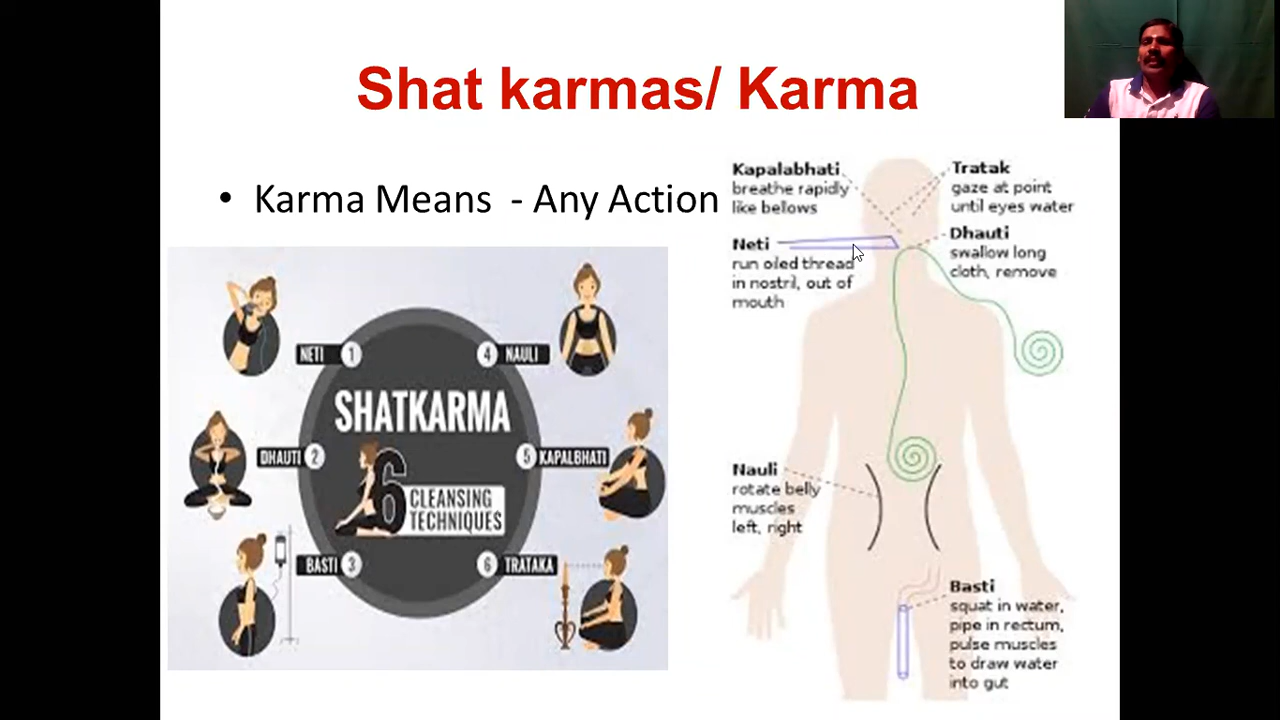 Shat karmas/ Karma
• Karma Means - Any Action
NETI 1
4 NAULI
SHATKARMA
DHAUTI 2
5 KAPALBHATI
6 CLEANSING
TECHNIQUES
BASTI 3
6 TRATAKA
Kapalabhati
breathe rapidly
like bellows
Tratak
gaze at point
until eyes water
Neti
run oiled thread
in nostril, out of
mouth
Dhauti
swallow long
cloth, remove
Nauli
rotate belly
muscles
left, right
Basti
squat in water,
pipe in rectum,
pulse muscles
to draw water
into gut